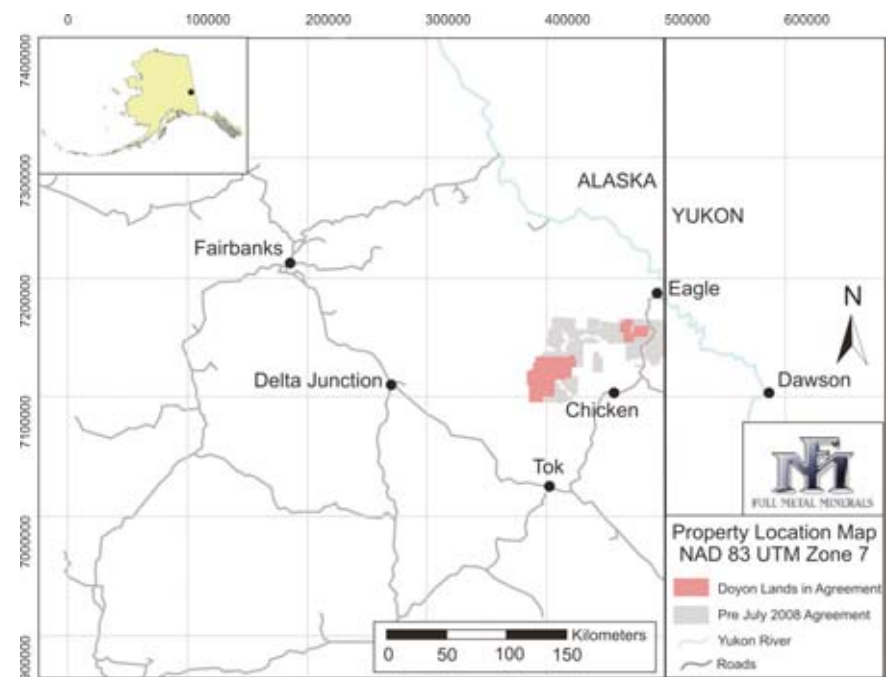 0 100000 200000 300000 400000 500000 600000
7400000
7300000
7200000
7100000
7000000
900000
ALASKA
YUKON
Fairbanks
Eagle
N
Delta Junction
Dawson
Chicken
Tok
FM
FULL METAL MINERALS
Property Location Map
NAD 83 UTM Zone 7
Doyon Lands in Agreement
Pre July 2008 Agreement
Yukon River
Roads
Kilometers
0 50 100 150